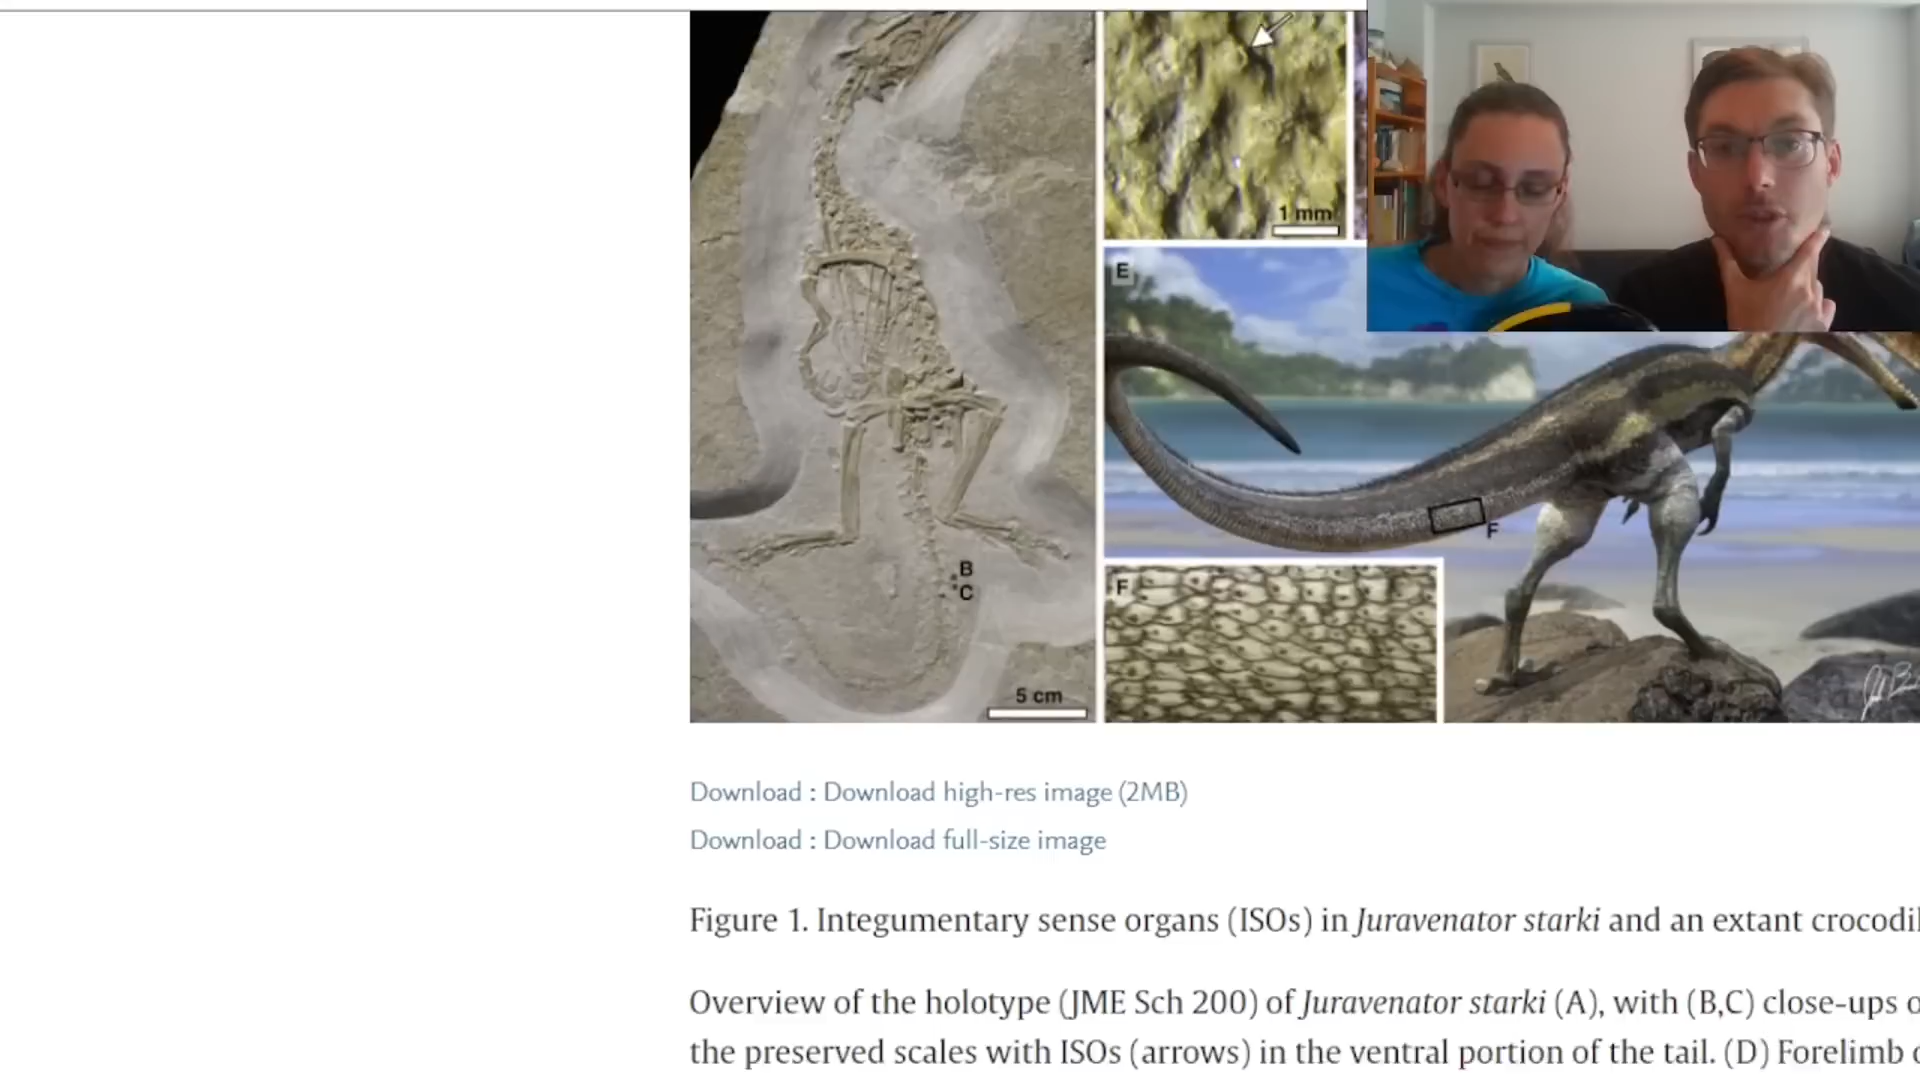 1 mm
E
F
B
C
F
5 cm
Download : Download high-res image (2MB)
Download : Download full-size image
Figure 1. Integumentary sense organs (ISOs) in Juravenator starki and an extant
Overview of the holotype (JME Sch 200) of Juravenator starki (A), with (B,C) close-ups
the preserved scales with ISOs (arrows) in the ventral portion of the tail. (D) Forelimb